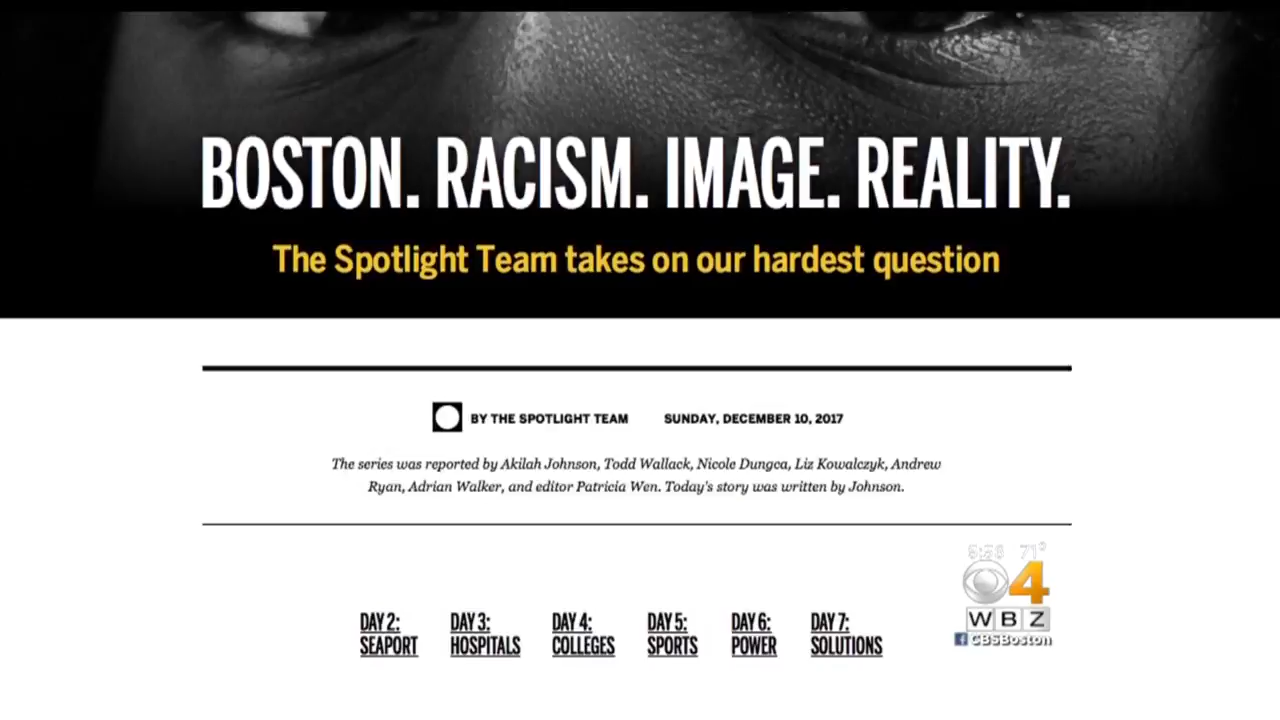 BOSTON. RACISM. IMAGE. REALITY.
The Spotlight Team takes on our hardest question
BY THE SPOTLIGHT TEAM SUNDAY, DECEMBER 10, 2017
The series was reported by Akilah Johnson, Todd Wallack, Nicole Dungca, Liz Kowalczyk, Andrew
Ryan, Adrian Walker, and editor Patricia Wen. Today's story was written by Johnson.
71°
4
WBZ
CBSBoston
DAY 2:
SEAPORT
DAY 3:
HOSPITALS
DAY 4:
COLLEGES
DAY 5:
SPORTS
DAY 6:
POWER
DAY 7:
SOLUTIONS